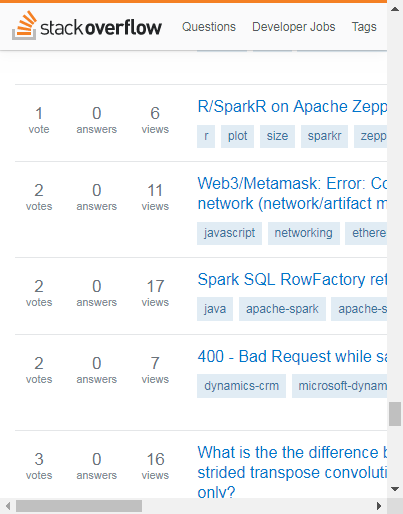 stackoverflow Questions Developer Jobs Tags
1 0 6 R/SparkR on Apache Zepp
vote answers views
r plot size sparkr zepp
2 0 11 Web3/Metamask: Error: Co
votes answers views network (network/artifact m
javascript networking ethere
2 0 17 Spark SQL RowFactory ret
votes answers views
java apache-spark apache-s
2 0 7 400 - Bad Request while sa
votes answers views
dynamics-crm microsoft-dynam
3 0 16 What is the the difference b
votes answers views strided transpose convoluti
only?